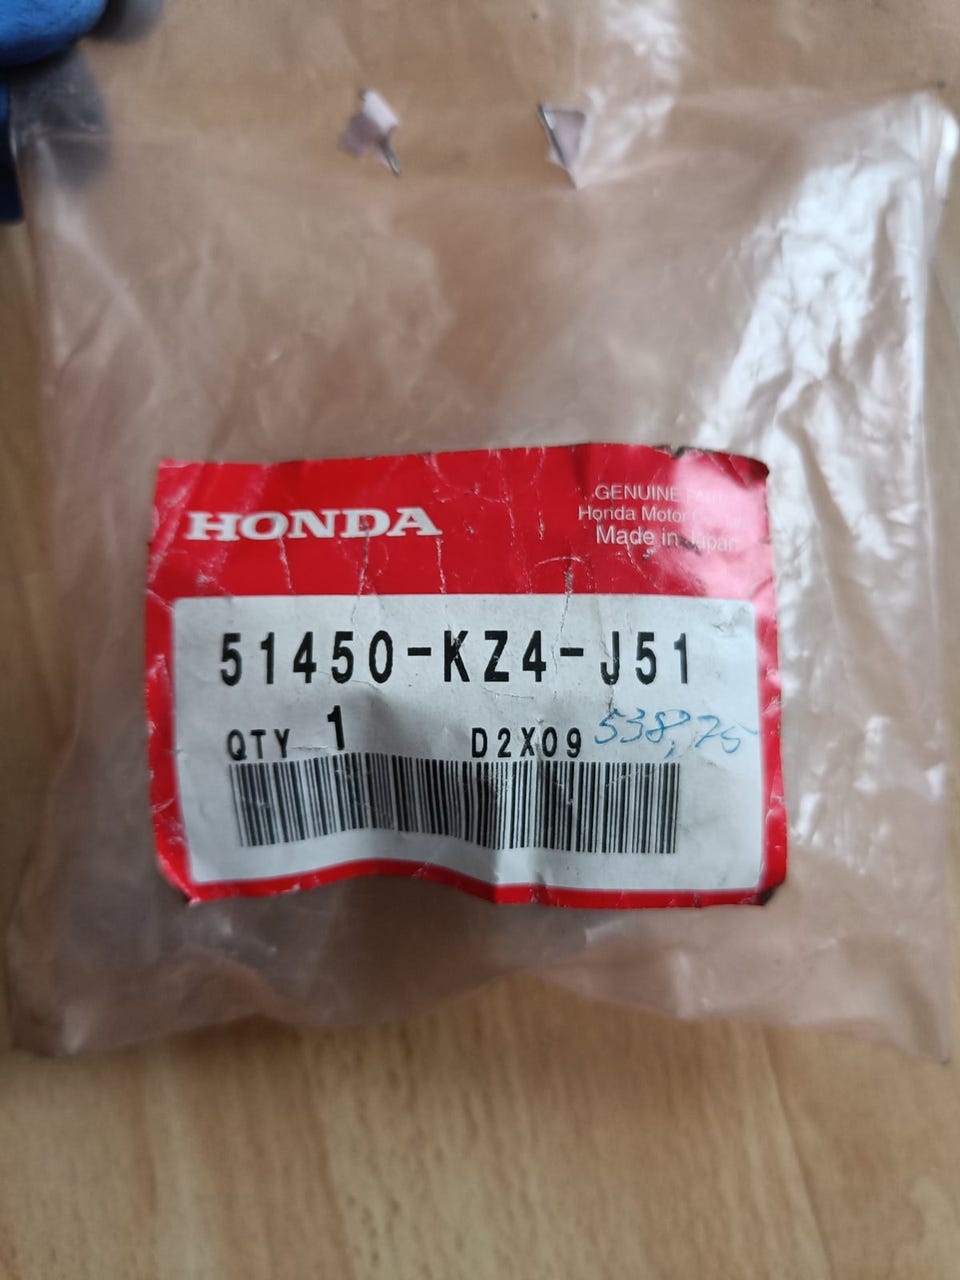 HONDA
GENUINE
Honda Motor
Made in Japan
51450-KZ4-J51
QTY 1
D2X09 538,75